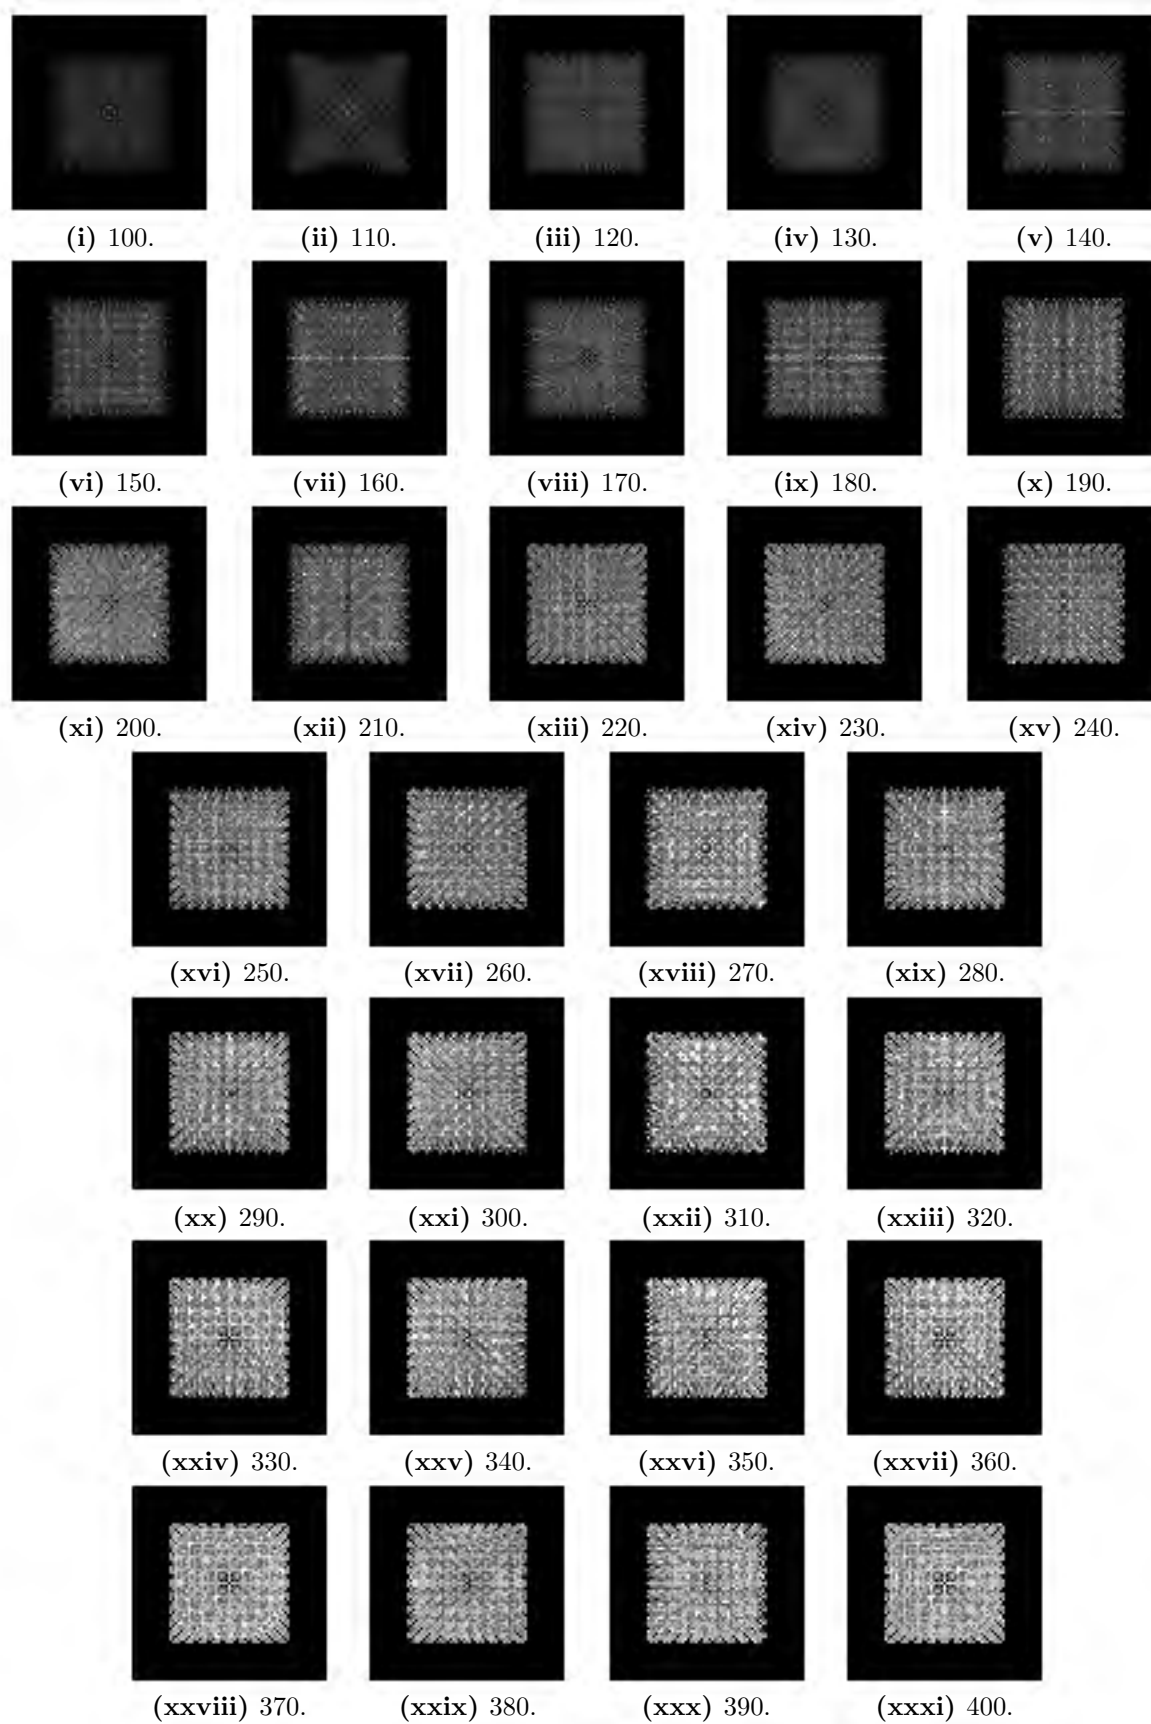 (i) 100. (ii) 110. (iii) 120. (iv) 130. (v) 140.
(vi) 150. (vii) 160. (viii) 170. (ix) 180. (x) 190.
(xi) 200. (xii) 210. (xiii) 220. (xiv) 230. (xv) 240.
(xvi) 250. (xvii) 260. (xviii) 270. (xix) 280.
(xx) 290. (xxi) 300. (xxii) 310. (xxiii) 320.
(xxiv) 330. (xxv) 340. (xxvi) 350. (xxvii) 360.
(xxviii) 370. (xxix) 380. (xxx) 390. (xxxi) 400.